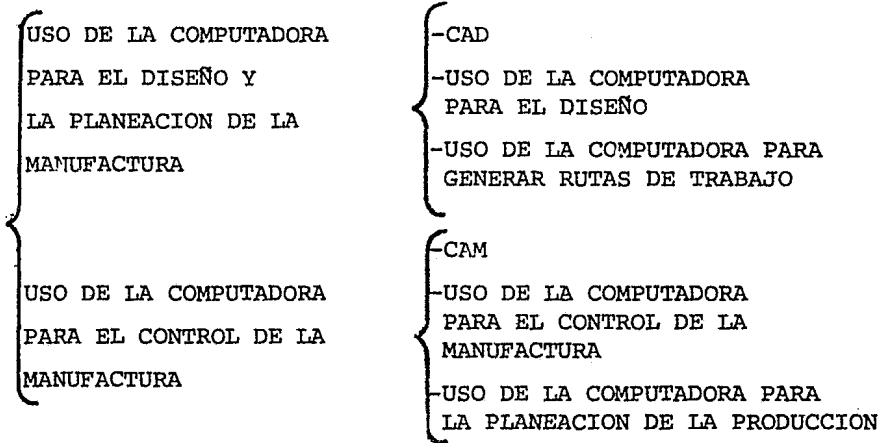 USO DE LA COMPUTADORA
PARA EL DISEÑO Y
LA PLANEACION DE LA
MANUFACTURA
-CAD
-USO DE LA COMPUTADORA
PARA EL DISEÑO
-USO DE LA COMPUTADORA PARA
GENERAR RUTAS DE TRABAJO
USO DE LA COMPUTADORA
PARA EL CONTROL DE LA
MANUFACTURA
-CAM
-USO DE LA COMPUTADORA
PARA EL CONTROL DE LA
MANUFACTURA
-USO DE LA COMPUTADORA PARA
LA PLANEACION DE LA PRODUCCION